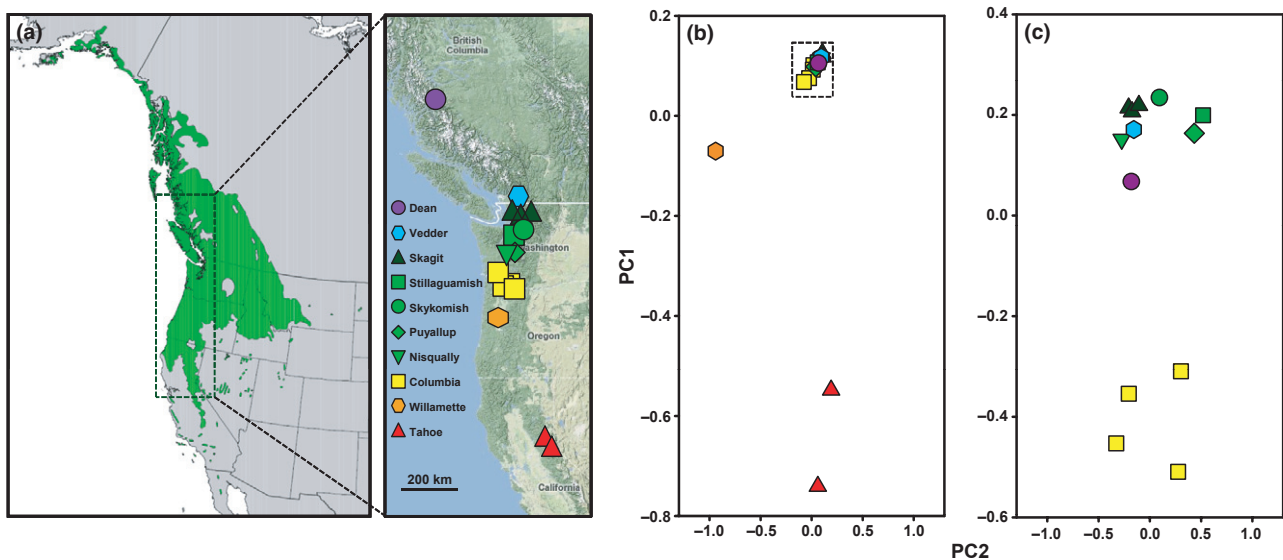 (a)
British
Columbia
Dean
Vedder
Skagit
Stillaguamish
Skykomish
Puyallup
Nisqually
Columbia
Willamette
Tahoe
200 km
Oregon
California
(b)
PC1
0.2
0.0
–0.2
–0.4
–0.6
–0.8
–1.0
–0.5
0.0
0.5
1.0
(c)
0.4
0.2
0.0
–0.2
–0.4
–0.6
–1.0
–0.5
0.0
0.5
1.0
PC2